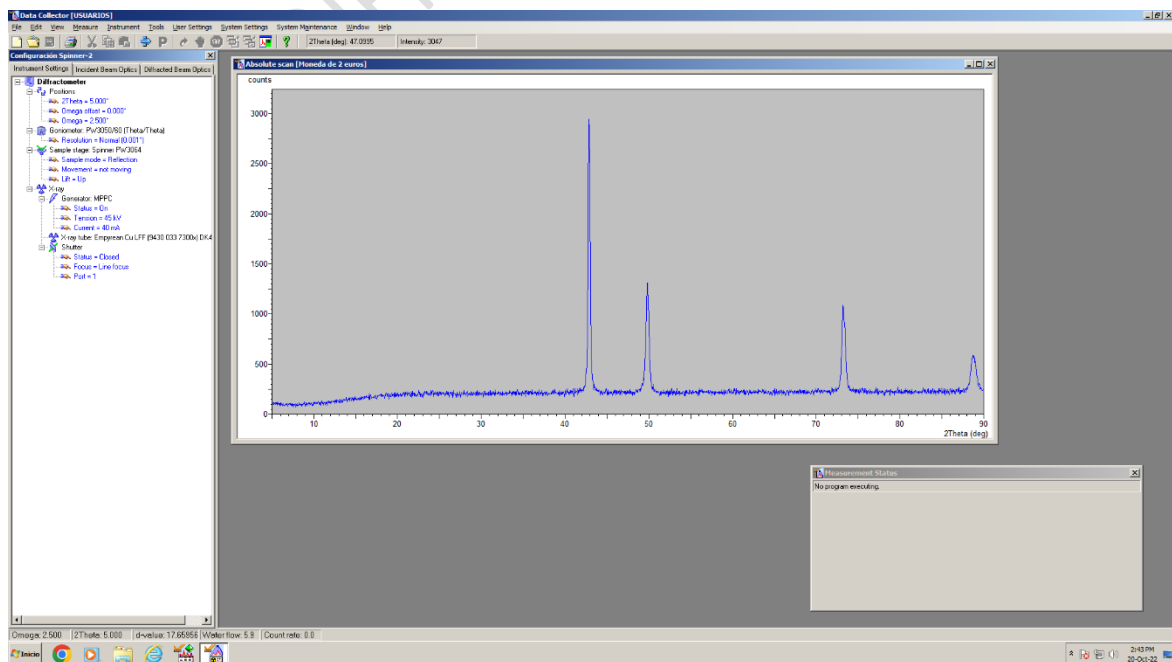 Data Collector [USUARIOS]
File Edit View Measure Instrument Tools User Settings System Settings System Maintenance Window Help
2Theta (deg): 47.0995 Intensity: 3047
Configuración Spinner-2
Instrument Settings Incident Beam Optics Diffracted Beam Optics
Diffractometer
Positions
2Theta = 5.000°
Omega offset = 0.000°
Omega = 2.500°
Goniometer: PW3050/60 (Theta/Theta)
Resolution = Normal (0.001°)
Sample stage: Spinner PW3064
Sample mode = Reflection
Movement = not moving
Lift = Up
X-ray
Generator: MPPC
Status = On
Tension = 45 kV
Current = 40 mA
X-ray tube: Empyrean Cu LFF (9430 033 7300x) DK4
Shutter
Status = Closed
Focus = Line focus
Port = 1
Absolute scan [Moneda de 2 euros]
counts
3000
2500
2000
1500
1000
500
0
10 20 30 40 50 60 70 80 90
2Theta (deg)
Measurement Status
No program executing.
Omega: 2.500 2Theta: 5.000 d-value: 17.65956 Water flow: 5.9 Count rate: 0.0
Inicio
2:43 PM
20-Oct-22